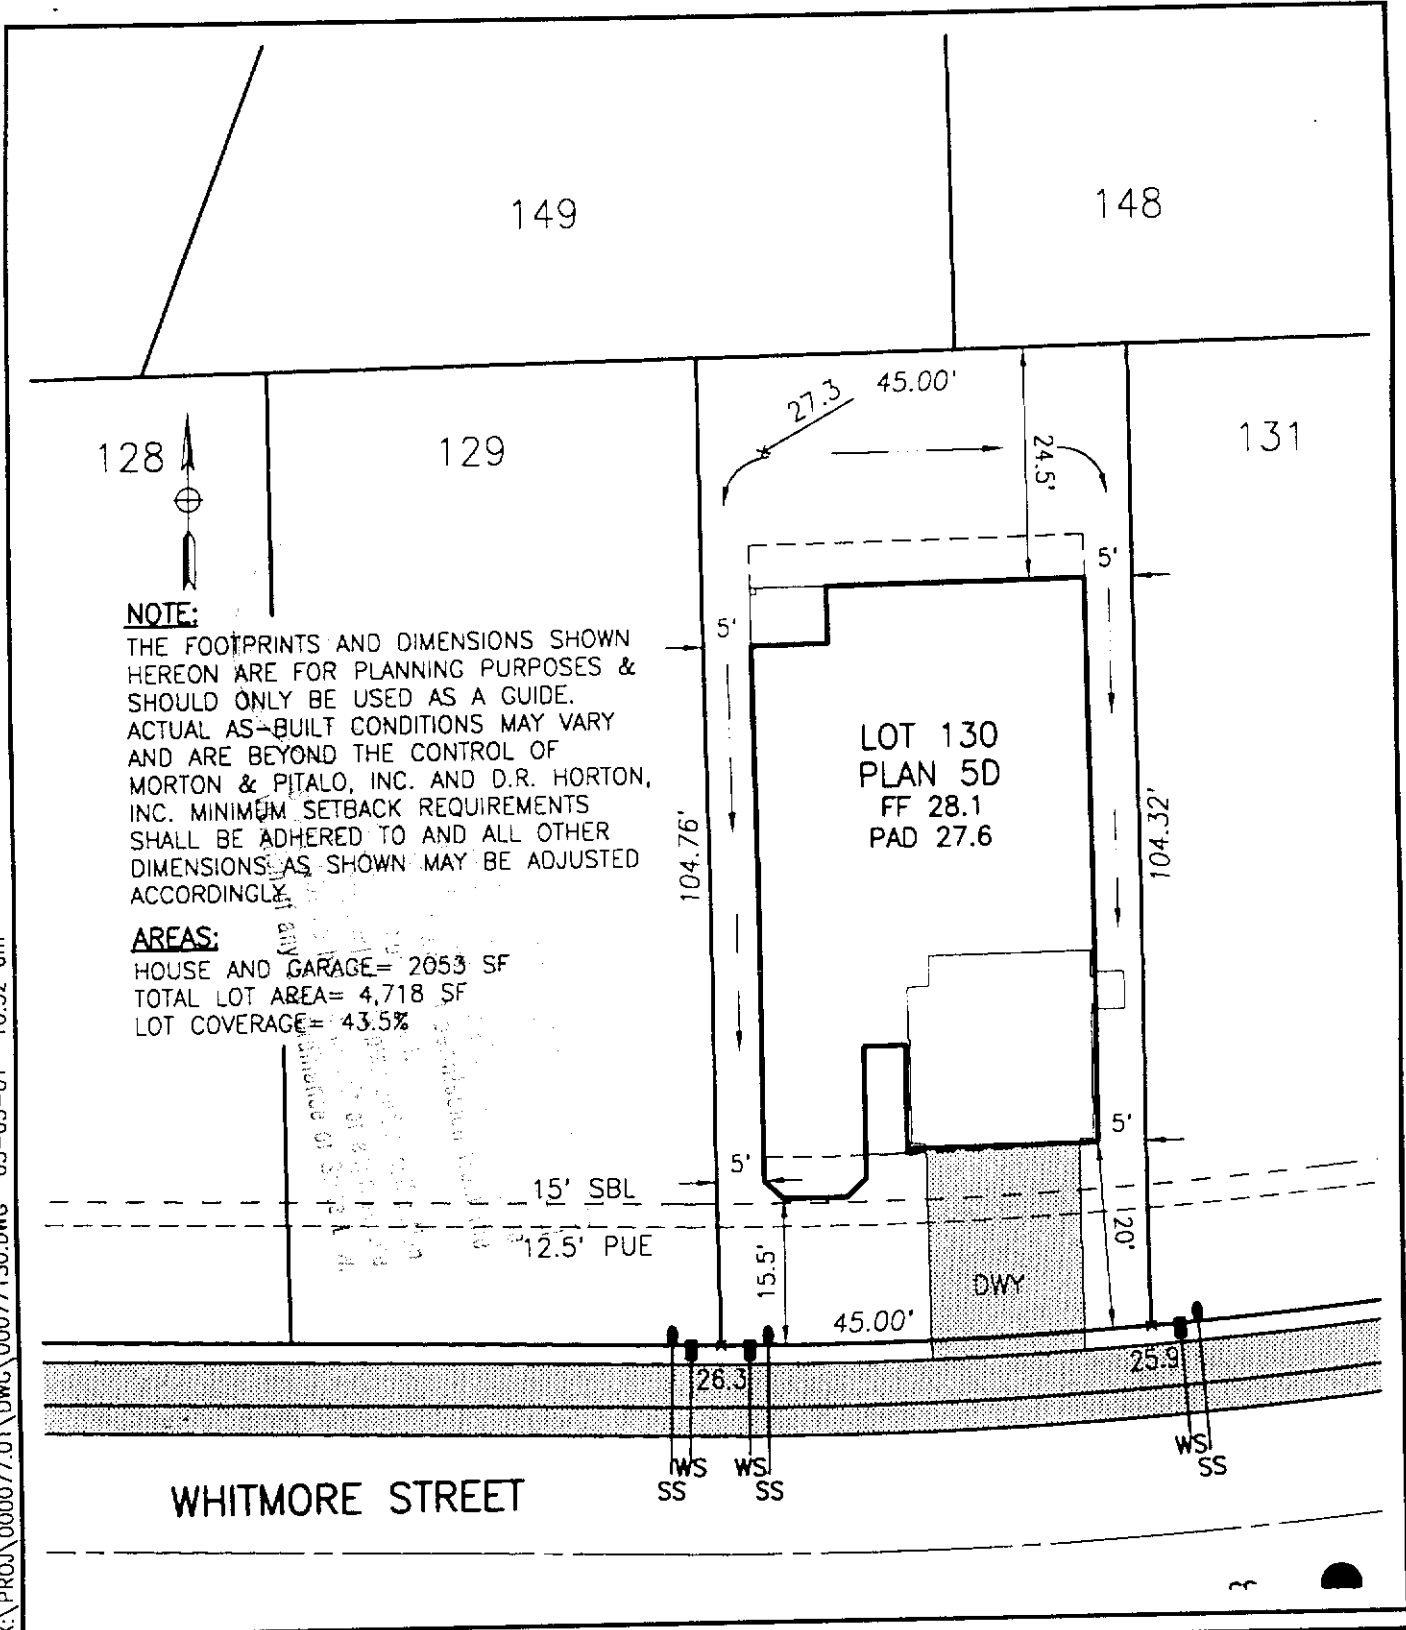 149
148
27.3
45.00'
24.5'
128
129
131
5'
NOTE:
THE FOOTPRINTS AND DIMENSIONS SHOWN
HEREON ARE FOR PLANNING PURPOSES &
SHOULD ONLY BE USED AS A GUIDE.
ACTUAL AS-BUILT CONDITIONS MAY VARY
AND ARE BEYOND THE CONTROL OF
MORTON & PITALO, INC. AND D.R. HORTON,
INC. MINIMUM SETBACK REQUIREMENTS
SHALL BE ADHERED TO AND ALL OTHER
DIMENSIONS AS SHOWN MAY BE ADJUSTED
ACCORDINGLY
5'
LOT 130
PLAN 5D
FF 28.1
PAD 27.6
104.76'
104.32'
AREAS:
HOUSE AND GARAGE= 2053 SF
TOTAL LOT AREA= 4,718 SF
LOT COVERAGE= 43.5%
any
5'
5'
15' SBL
12.5' PUE
15.5'
20'
DWY
45.00'
26.3
25.9
WS
SS
WS
SS
WS
SS
WHITMORE STREET